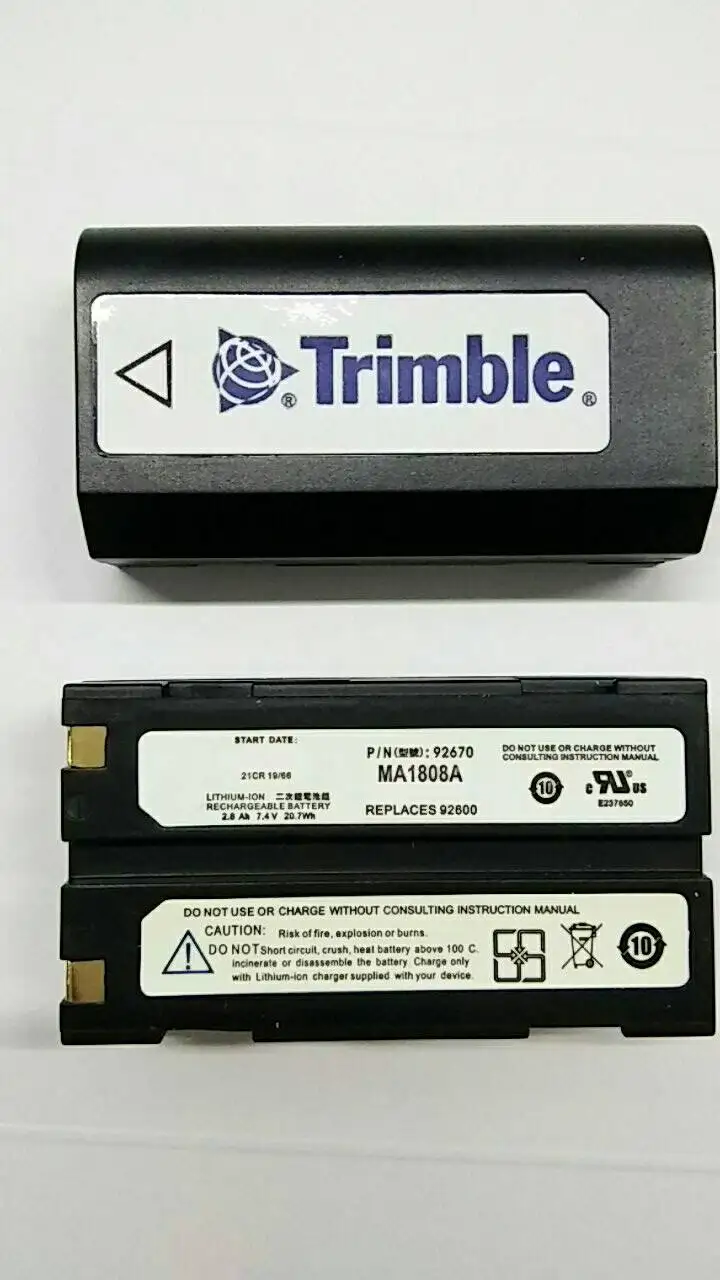 Trimble
START DATE:
21CR 19/66
LITHIUM-ION 二次鋰電池組
RECHARGEABLE BATTERY
2.8 Ah 7.4 V 20.7Wh
P/N(型號): 92670
MA1808A
REPLACES 92600
DO NOT USE OR CHARGE WITHOUT
CONSULTING INSTRUCTION MANUAL
10
c RU® US
E237850
DO NOT USE OR CHARGE WITHOUT CONSULTING INSTRUCTION MANUAL
CAUTION: Risk of fire, explosion or burns.
DO NOT Short circuit, crush, heat battery above 100 C.
incinerate or disassemble the battery. Charge only
with Lithium-ion charger supplied with your device.
10